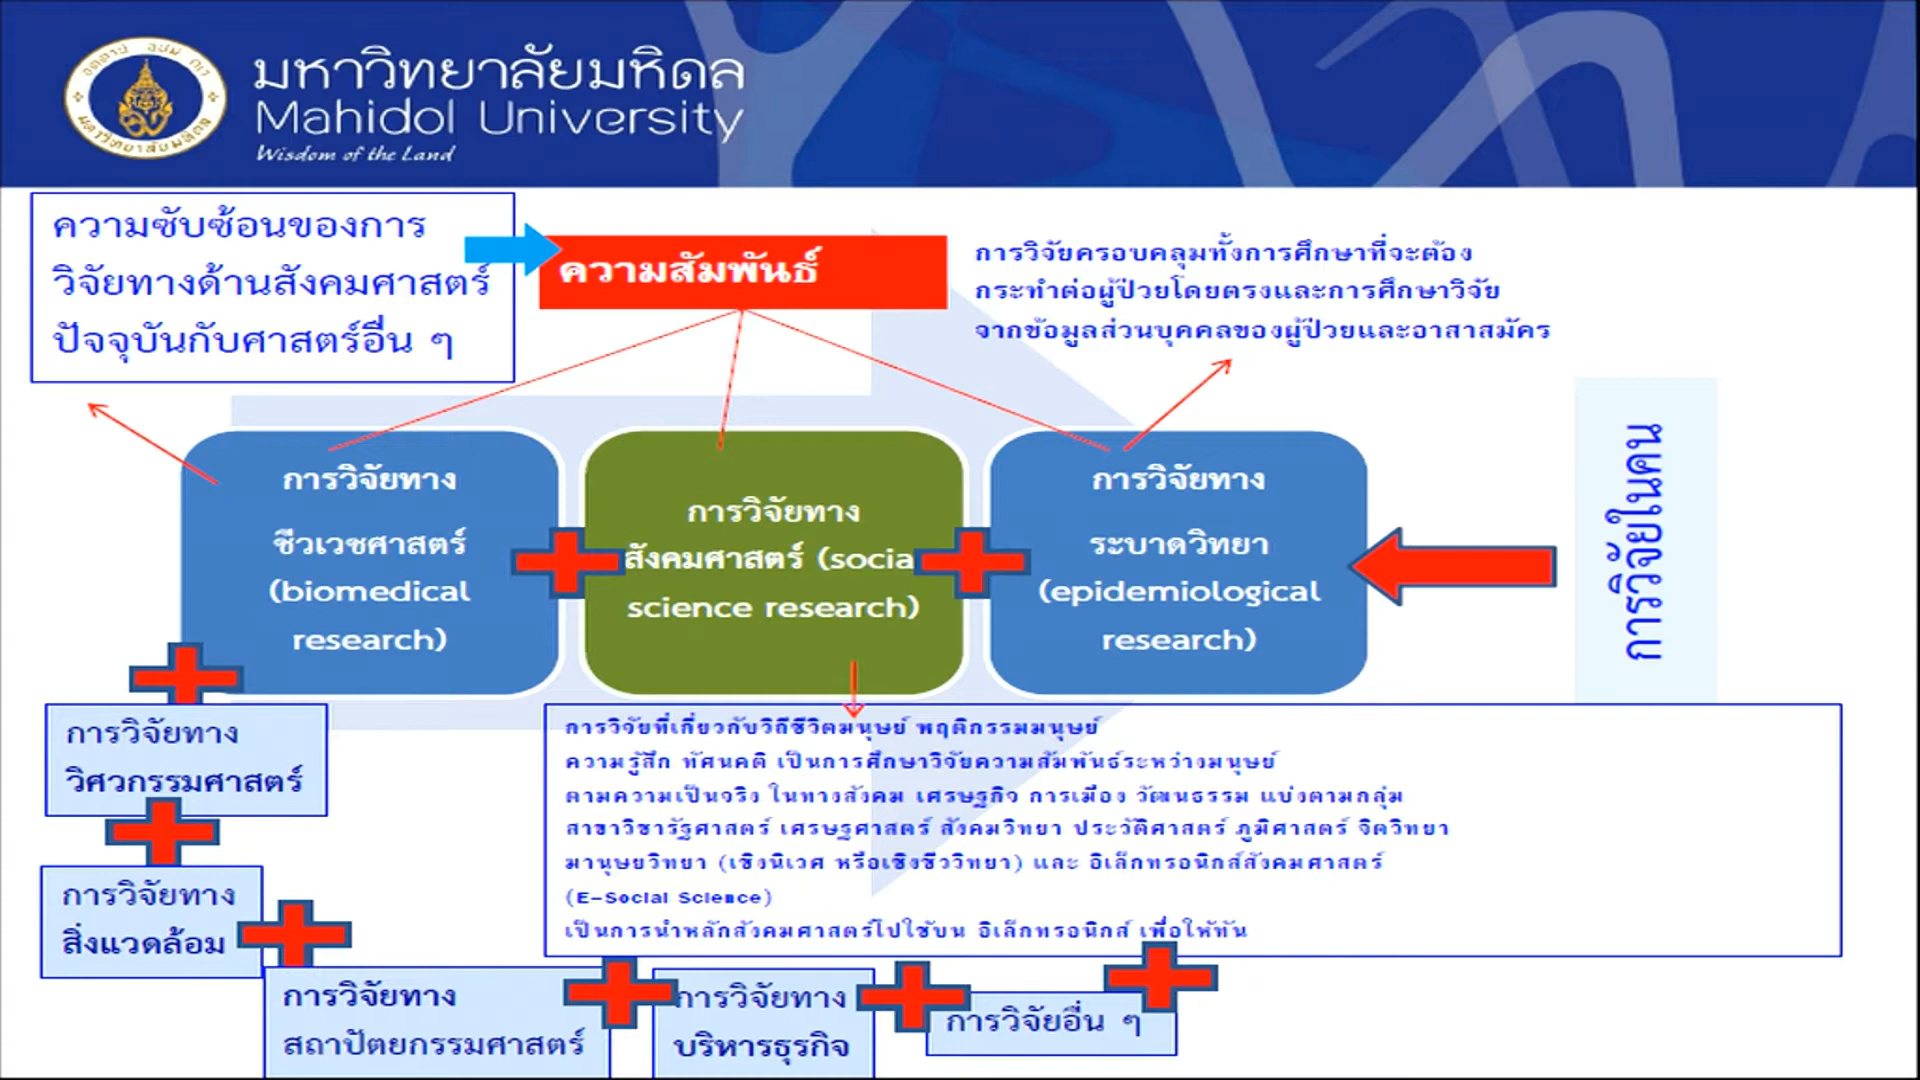 มหาวิทยาลัยมหิดล
Mahidol University
Wisdom of the Land
ความซับซ้อนของการ
วิจัยทางด้านสังคมศาสตร์
ปัจจุบันกับศาสตร์อื่น ๆ
ความสัมพันธ์
การวิจัยครอบคลุมทั้งการศึกษาที่จะต้อง
กระทำต่อผู้ป่วยโดยตรงและการศึกษาวิจัย
จากข้อมูลส่วนบุคคลของผู้ป่วยและอาสาสมัคร
การวิจัยทาง
ชีวเวชศาสตร์
(biomedical
research)
การวิจัยทาง
สังคมศาสตร์ (socia
science research)
การวิจัยทาง
ระบาดวิทยา
(epidemiological
research)
การวิจัยในคน
การวิจัยทาง
วิศวกรรมศาสตร์
การวิจัยที่เกี่ยวกับวิถีชีวิตมนุษย์ พฤติกรรมมนุษย์
ความรู้สึก ทัศนคติ เป็นการศึกษาวิจัยความสัมพันธ์ระหว่างมนุษย์
ตามความเป็นจริง ในทางสังคม เศรษฐกิจ การเมือง วัฒนธรรม แบ่งตามกลุ่ม
สาขาวิชารัฐศาสตร์ เศรษฐศาสตร์ สังคมวิทยา ประวัติศาสตร์ ภูมิศาสตร์ จิตวิทยา
มานุษยวิทยา (เชิงนิเวศ หรือเชิงชีววิทยา) และ อิเล็กทรอนิกส์สังคมศาสตร์
(E-Social Science)
เป็นการนำหลักสังคมศาสตร์ไปใช้บน อิเล็กทรอนิกส์ เพื่อให้ทัน
การวิจัยทาง
สิ่งแวดล้อม
การวิจัยทาง
สถาปัตยกรรมศาสตร์
การวิจัยทาง
บริหารธุรกิจ
การวิจัยอื่น ๆ